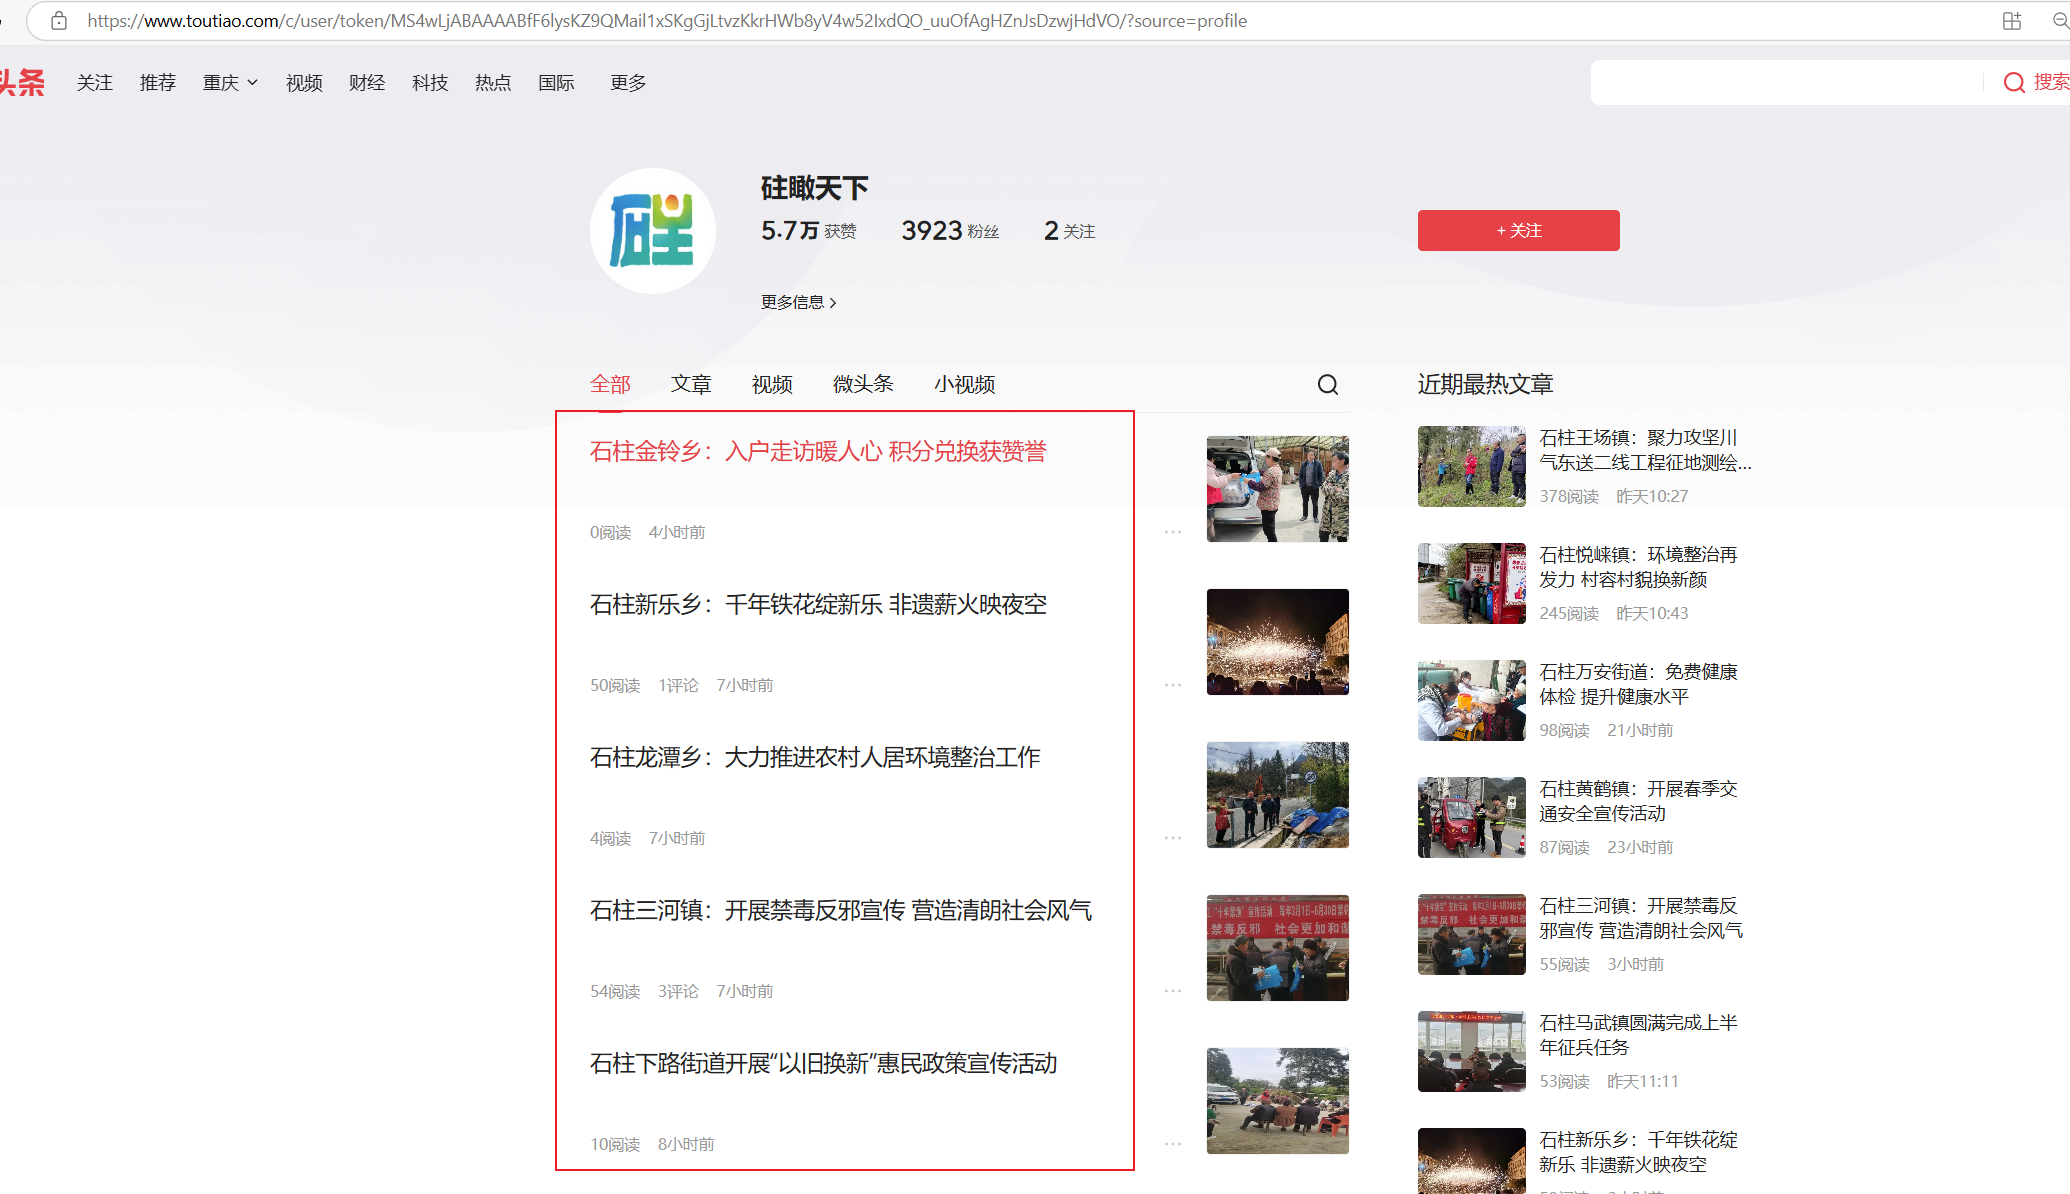 https://www.toutiao.com/c/user/token/MS4wLjABAAAABfF6lysKZ9QMail1xSKgGjLtvzKkrHWb8yV4w52IxdQO_uuOfAgHZnJsDzwjHdVO/?source=profile
头条 关注 推荐 重庆 视频 财经 科技 热点 国际 更多 搜索
硅瞰天下
5.7万 获赞 3923 粉丝 2 关注
+ 关注
更多信息
全部 文章 视频 微头条 小视频
石柱金铃乡：入户走访暖人心 积分兑换获赞誉
0阅读 4小时前
石柱新乐乡：千年铁花绽新乐 非遗薪火映夜空
50阅读 1评论 7小时前
石柱龙潭乡：大力推进农村人居环境整治工作
4阅读 7小时前
石柱三河镇：开展禁毒反邪宣传 营造清朗社会风气
54阅读 3评论 7小时前
禁毒反邪 社会更加和谐
石柱下路街道开展“以旧换新”惠民政策宣传活动
10阅读 8小时前
近期最热文章
石柱王场镇：聚力攻坚川
气东送二线工程征地测绘...
378阅读 昨天10:27
石柱悦崃镇：环境整治再
发力 村容村貌换新颜
245阅读 昨天10:43
石柱万安街道：免费健康
体检 提升健康水平
98阅读 21小时前
石柱黄鹤镇：开展春季交
通安全宣传活动
87阅读 23小时前
石柱三河镇：开展禁毒反
邪宣传 营造清朗社会风气
55阅读 3小时前
石柱马武镇圆满完成上半
年征兵任务
53阅读 昨天11:11
石柱新乐乡：千年铁花绽
新乐 非遗薪火映夜空